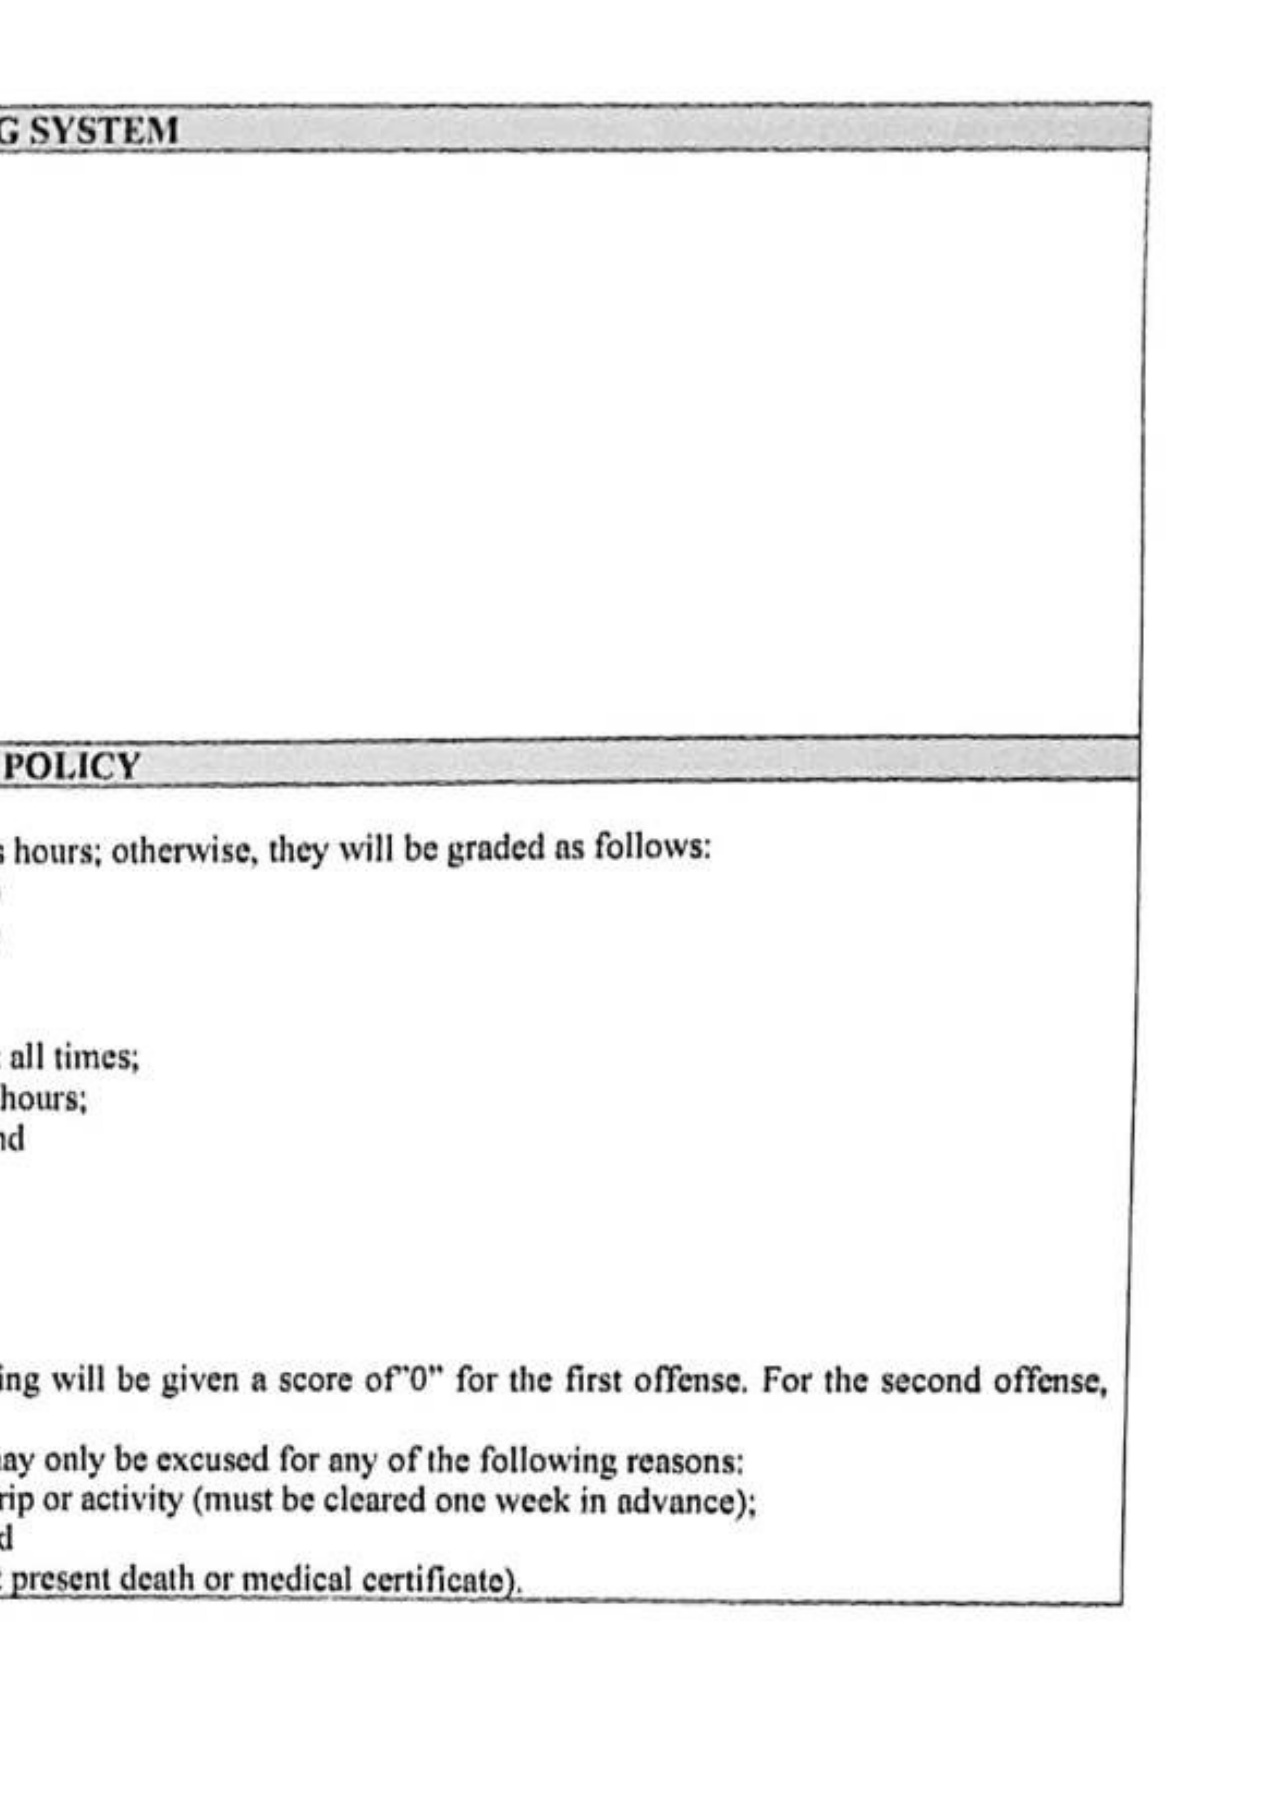 G SYSTEM
POLICY
s hours; otherwise, they will be graded as follows:
all times;
hours;
nd
ing will be given a score of"0" for the first offense. For the second offense,
ay only be excused for any of the following reasons:
rip or activity (must be cleared one week in advance);
d
present death or medical certificate).